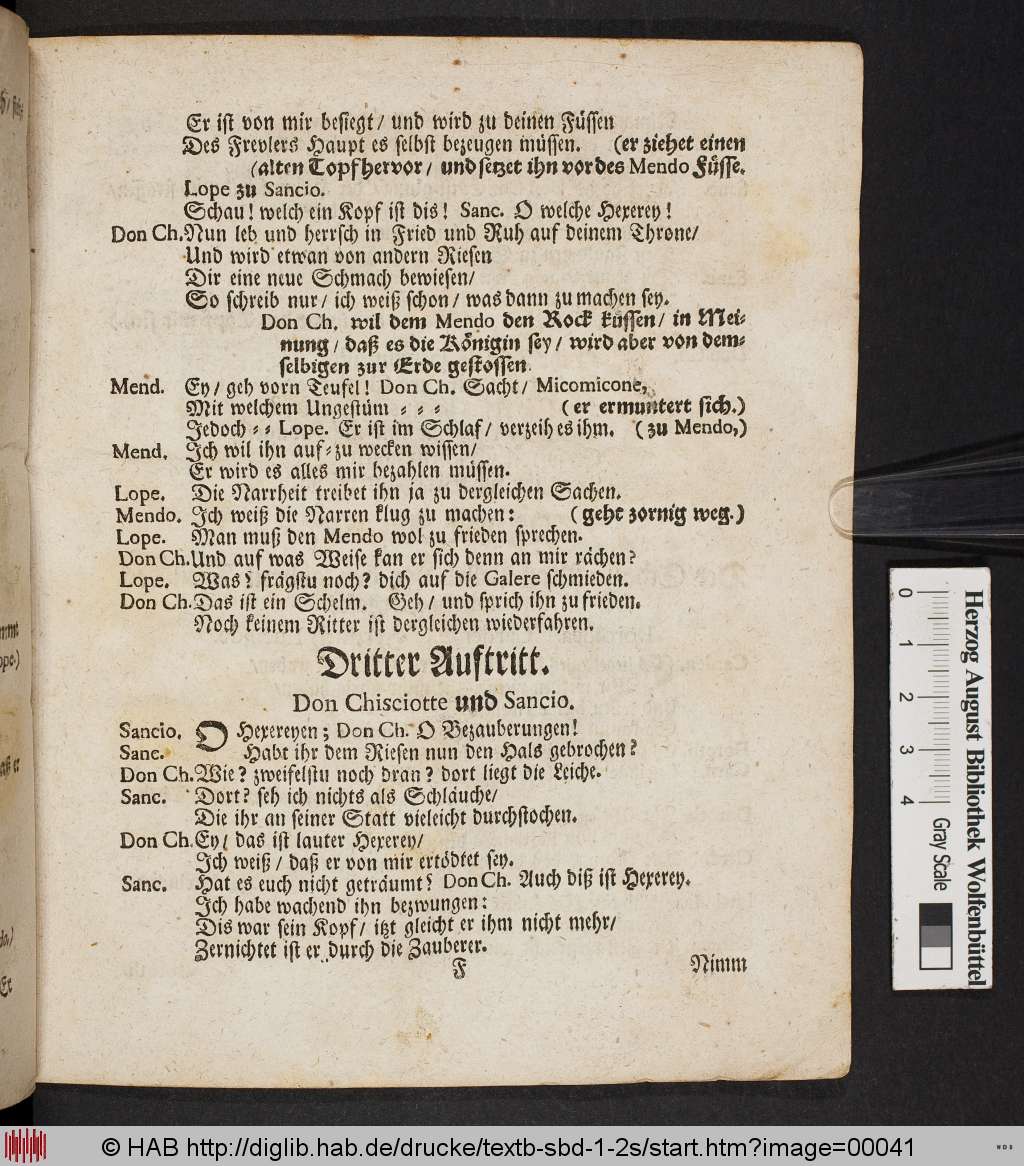 Er ist von mir besiegt/ und wird zu deinen Füssen
Des Frevlers Haupt es selbst bezeugen müssen. (er ziehet einen
(alten Topf hervor/ und setzet ihn vor des Mendo Füsse.
Lope zu Sancio.
Schau! welch ein Kopf ist dis! Sanc. O welche Hexerey!
Don Ch. Nun leb und herrsch in Fried und Ruh auf deinem Throne/
Und wird etwan von andern Riesen
Dir eine neue Schmach bewiesen/
So schreib nur/ ich weiß schon/ was dann zu machen sey.
Don Ch. wil dem Mendo den Rock küssen/ in Mei-
nung/ daß es die Königin sey/ wird aber von dem-
selbigen zur Erde gestossen.
Mend. Ey/ geh vorn Teufel! Don Ch. Sacht/ Micomicone,
Mit welchem Ungestüm - - - (er ermuntert sich.)
Jedoch - - Lope. Er ist im Schlaf/ verzeih es ihm. (zu Mendo,)
Mend. Ich wil ihn auf-zu wecken wissen/
Er wird es alles mir bezahlen müssen.
Lope. Die Narrheit treibet ihn ja zu dergleichen Sachen.
Mendo. Ich weiß die Narren klug zu machen: (geht zornig weg.)
Lope. Man muß den Mendo wol zu frieden sprechen.
Don Ch. Und auf was Weise kan er sich denn an mir rächen?
Lope. Was? frägstu noch? dich auf die Galere schmieden.
Don Ch. Das ist ein Schelm. Geh/ und sprich ihn zu frieden.
Noch keinem Ritter ist dergleichen wiederfahren.
Dritter Auftritt.
Don Chisciotte und Sancio.
Sancio. O Hexereyen; Don Ch. O Bezauberungen!
Sanc. Habt ihr dem Riesen nun den Hals gebrochen?
Don Ch. Wie? zweifelstu noch dran? dort liegt die Leiche.
Sanc. Dort? seh ich nichts als Schläuche/
Die ihr an seiner Statt vieleicht durchstochen.
Don Ch. Ey/ das ist lauter Hexerey/
Ich weiß/ daß er von mir ertödtet sey.
Sanc. Hat es euch nicht geträumt? Don Ch. Auch diß ist Hexerey.
Ich habe wachend ihn bezwungen:
Dis war sein Kopf/ itzt gleicht er ihm nicht mehr/
Zernichtet ist er durch die Zauberer.
F Nimm
0 1 2 3 4
Herzog August Bibliothek Wolfenbüttel
Gray Scale
© HAB http://diglib.hab.de/drucke/textb-sbd-1-2s/start.htm?image=00041